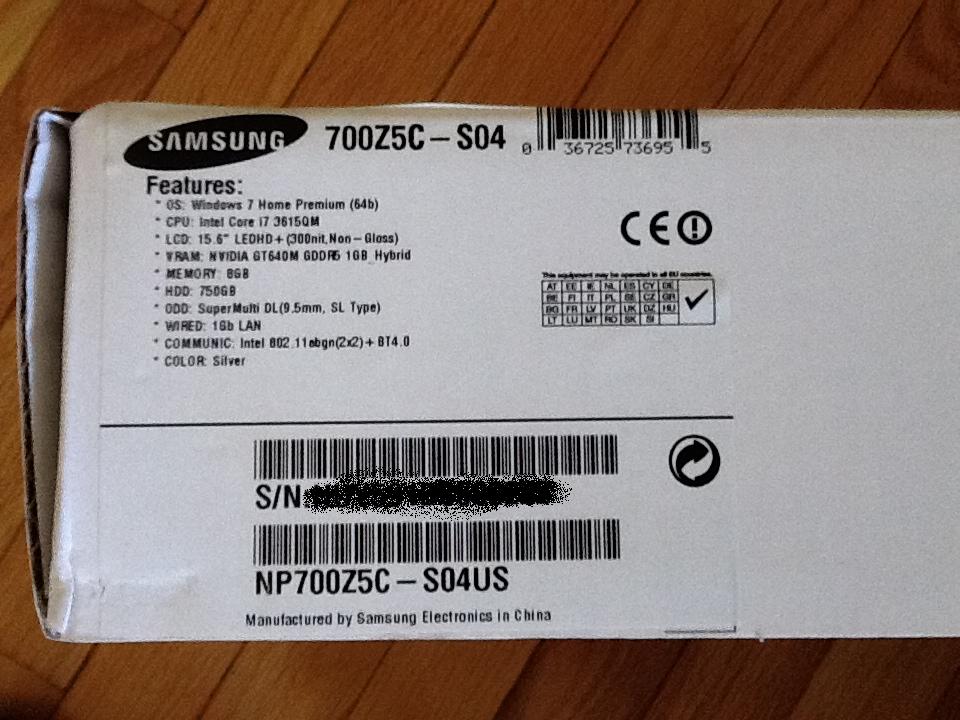 SAMSUNG 700Z5C – S04
0 36725 73695 5
Features:
* OS: Windows 7 Home Premium (64b)
* CPU: Intel Core i7 3615QM
* LCD: 15.6" LEDHD+(300nit,Non–Gloss)
* VRAM: NVIDIA GT640M GDDR5 1GB Hybrid
* MEMORY: 8GB
* HDD: 750GB
* ODD: SuperMulti DL(9.5mm, SL Type)
* WIRED: 1Gb LAN
* COMMUNIC: Intel 802.11abgn(2x2)+ BT4.0
* COLOR: Silver
CE
This equipment may be operated in all EU countries.
AT EE IE NL ES CY DE
BE FI IT PL SE CZ GR
BG FR LV PT UK DZ HU
LT LU MT RO SK SI
S/N
NP700Z5C – S04US
Manufactured by Samsung Electronics in China